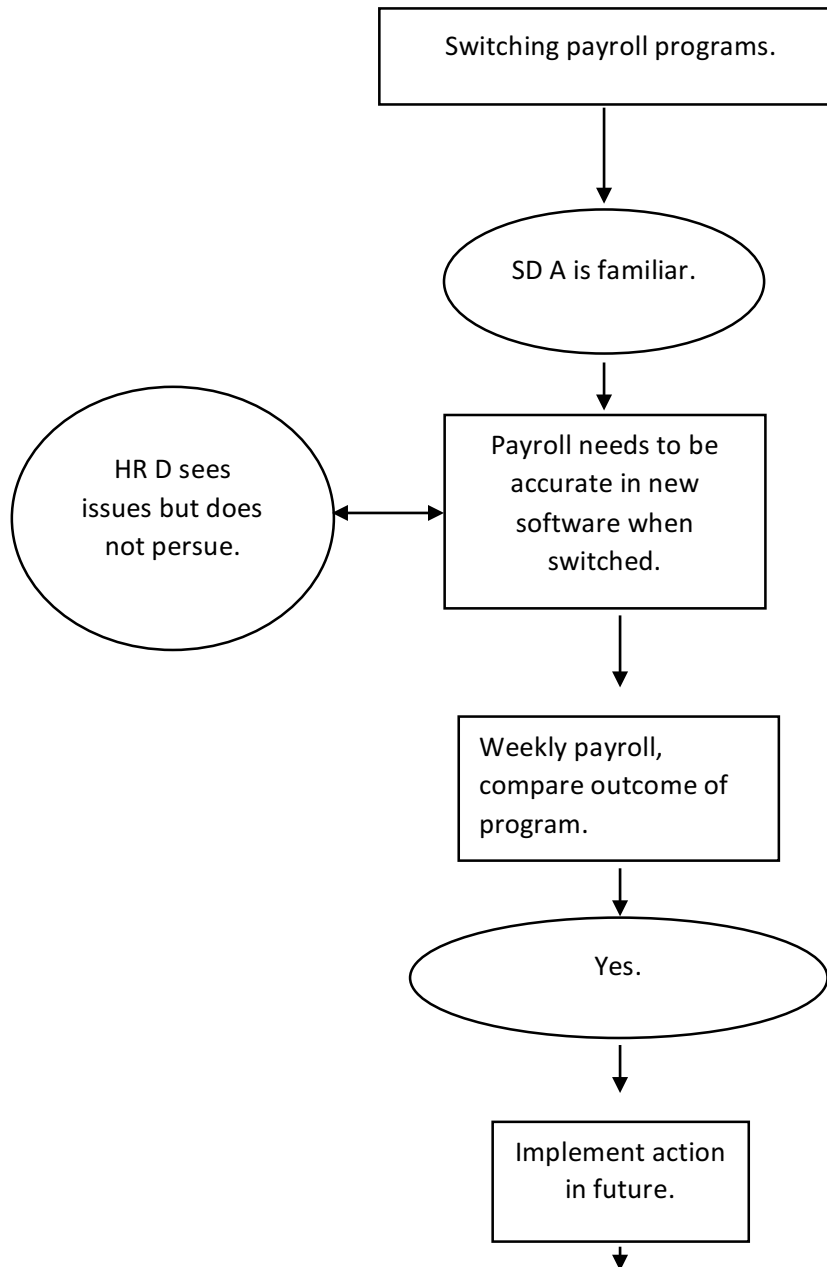 Switching payroll programs.
SD A is familiar.
HR D sees
issues but does
not persue.
Payroll needs to be
accurate in new
software when
switched.
Weekly payroll,
compare outcome of
program.
Yes.
Implement action
in future.